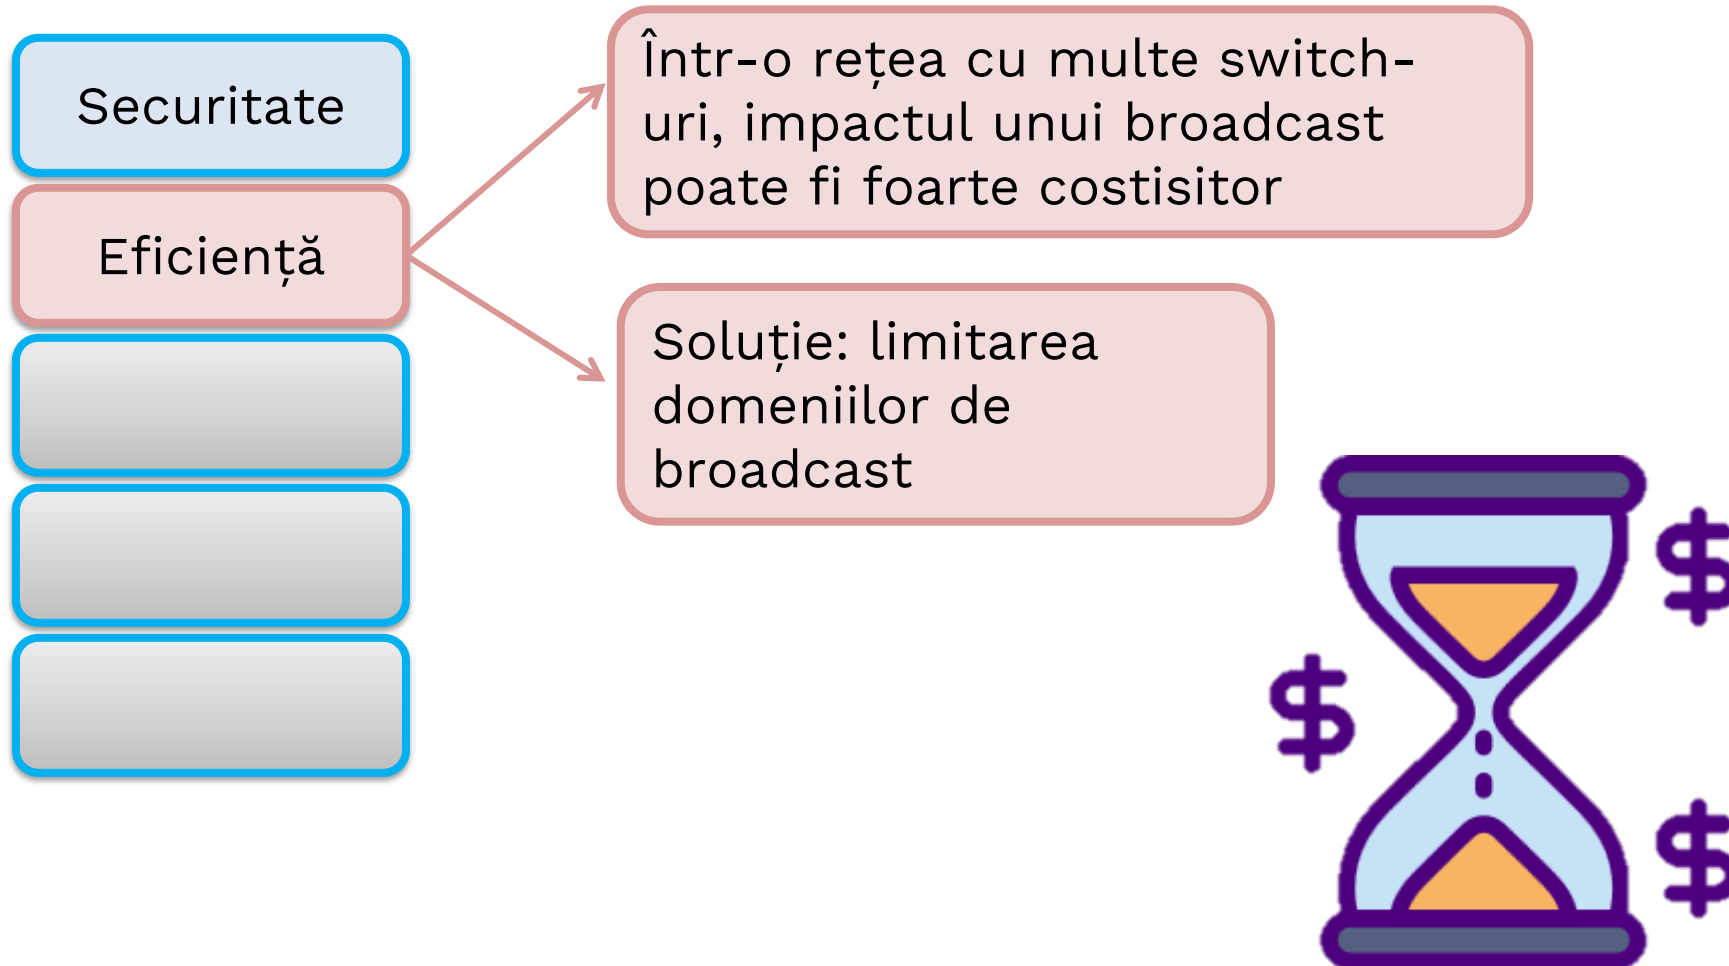 Securitate
Eficiență
Într-o rețea cu multe switch-
uri, impactul unui broadcast
poate fi foarte costisitor
Soluție: limitarea
domeniilor de
broadcast
$
$
$